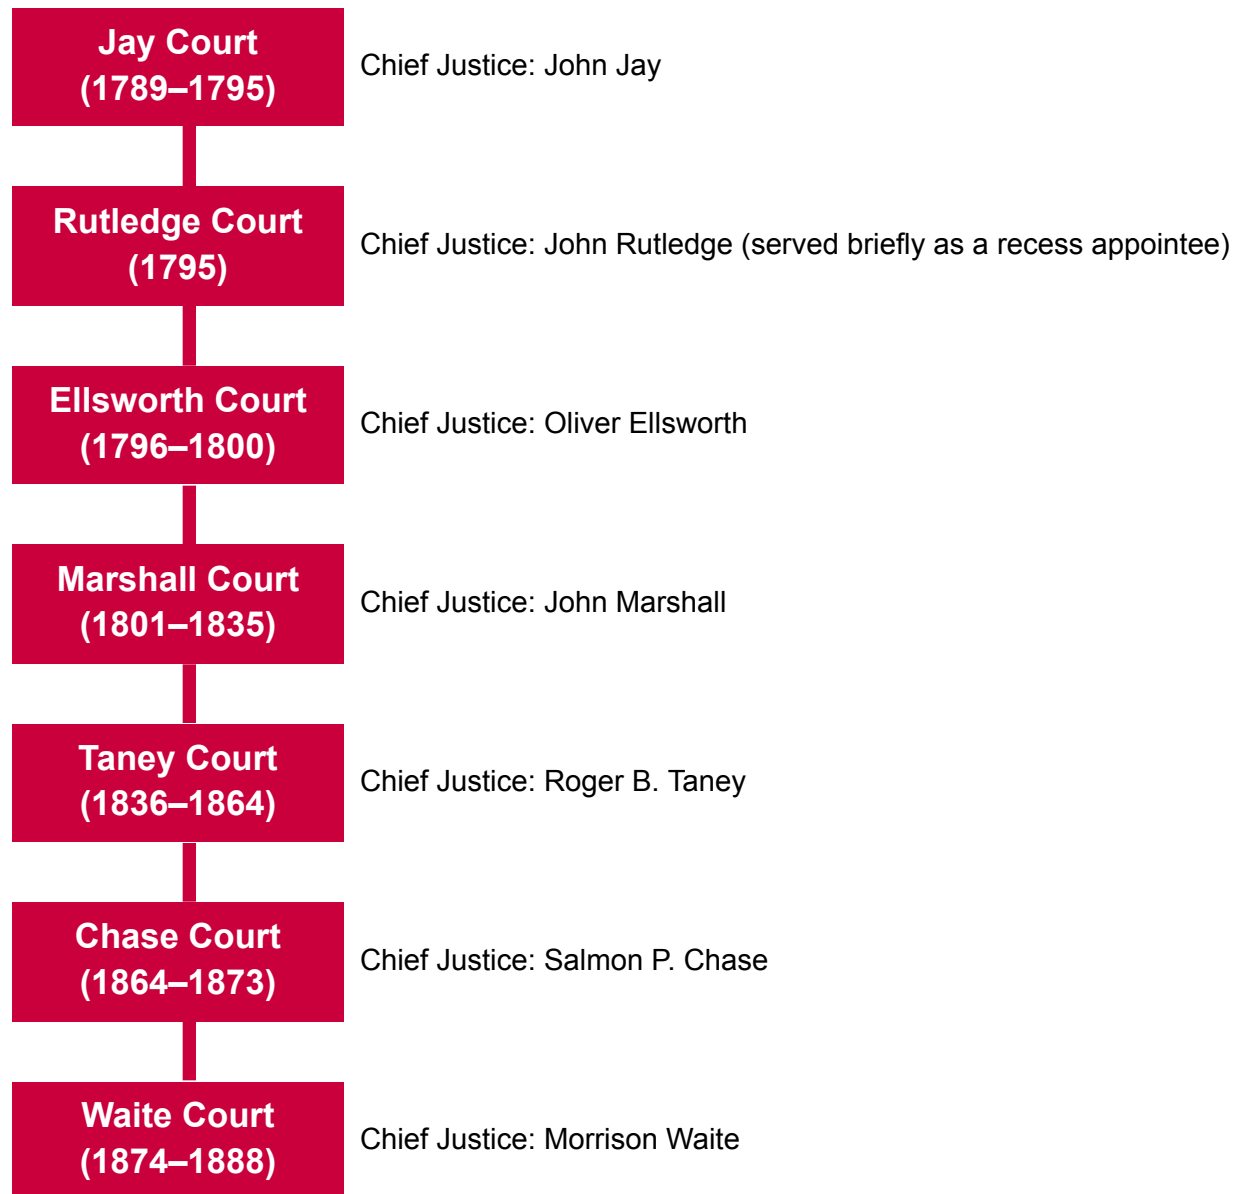 Jay Court
(1789–1795)
Chief Justice: John Jay
Rutledge Court
(1795)
Chief Justice: John Rutledge (served briefly as a recess appointee)
Ellsworth Court
(1796–1800)
Chief Justice: Oliver Ellsworth
Marshall Court
(1801–1835)
Chief Justice: John Marshall
Taney Court
(1836–1864)
Chief Justice: Roger B. Taney
Chase Court
(1864–1873)
Chief Justice: Salmon P. Chase
Waite Court
(1874–1888)
Chief Justice: Morrison Waite